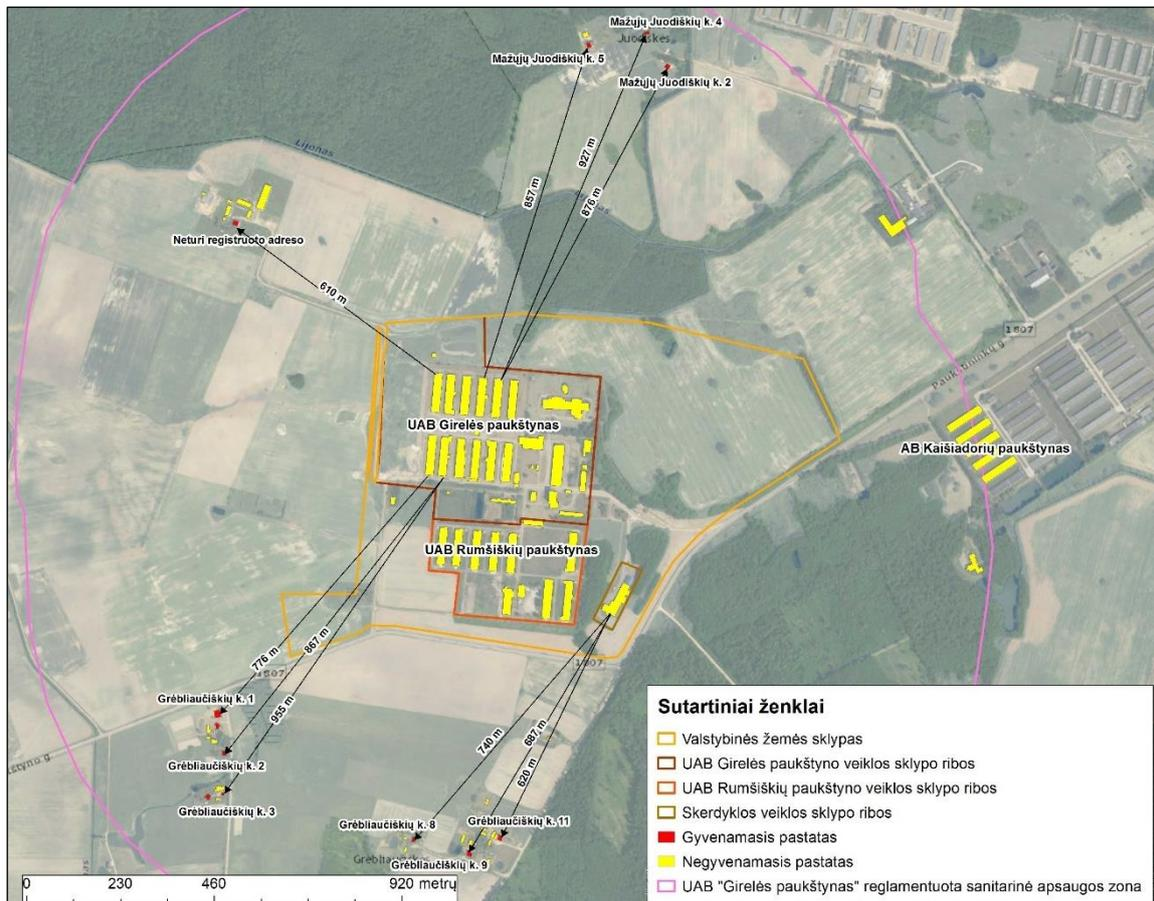 Mažųjų Juodiškių k. 4
Juodiškės
Mažųjų Juodiškių k. 5
Mažųjų Juodiškių k. 2
Lijonas
927 m
857 m
876 m
Neturi registruoto adreso
610 m
1807
Paukštininkų g.
UAB Girelės paukštynas
AB Kaišiadorių paukštynas
UAB Rumšiškių paukštynas
776 m
867 m
955 m
1807
1807
Grėbliaučiškių k. 1
Grėbliaučiškių k. 2
Grėbliaučiškių k. 3
740 m
687 m
620 m
Grėbliaučiškių k. 8
Grėbliaučiškių k. 11
Grėbliaučiškių k. 9
0 230 460 920 metrų
Sutartiniai ženklai
Valstybinės žemės sklypas
UAB Girelės paukštyno veiklos sklypo ribos
UAB Rumšiškių paukštyno veiklos sklypo ribos
Skerdyklos veiklos sklypo ribos
Gyvenamasis pastatas
Negyvenamasis pastatas
UAB "Girelės paukštynas" reglamentuota sanitarinė apsaugos zona